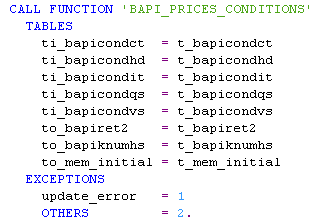 CALL FUNCTION 'BAPI_PRICES_CONDITIONS'
TABLES
ti_bapicondct = t_bapicondct
ti_bapicondhd = t_bapicondhd
ti_bapicondit = t_bapicondit
ti_bapicondqs = t_bapicondqs
ti_bapicondvs = t_bapicondvs
to_bapiret2 = t_bapiret2
to_bapiknumhs = t_bapiknumhs
to_mem_initial = t_mem_initial
EXCEPTIONS
update_error = 1
OTHERS = 2.